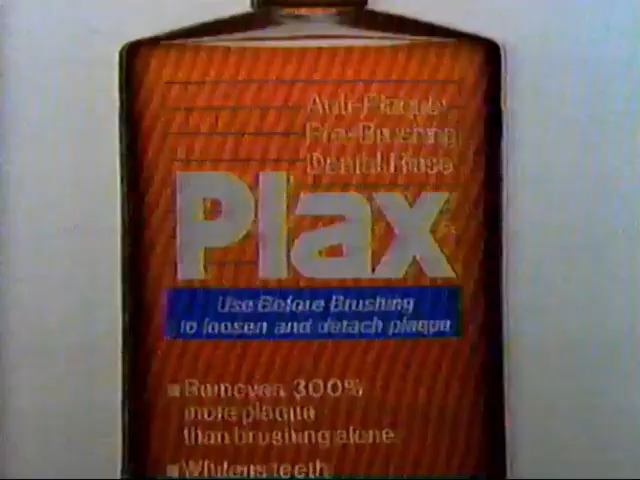 Anti-Plaque
Pre-Brushing
Dental Rinse
Plax
Use Before Brushing
to loosen and detach plaque
■ Removes 300%
more plaque
than brushing alone.
■ Whitens teeth